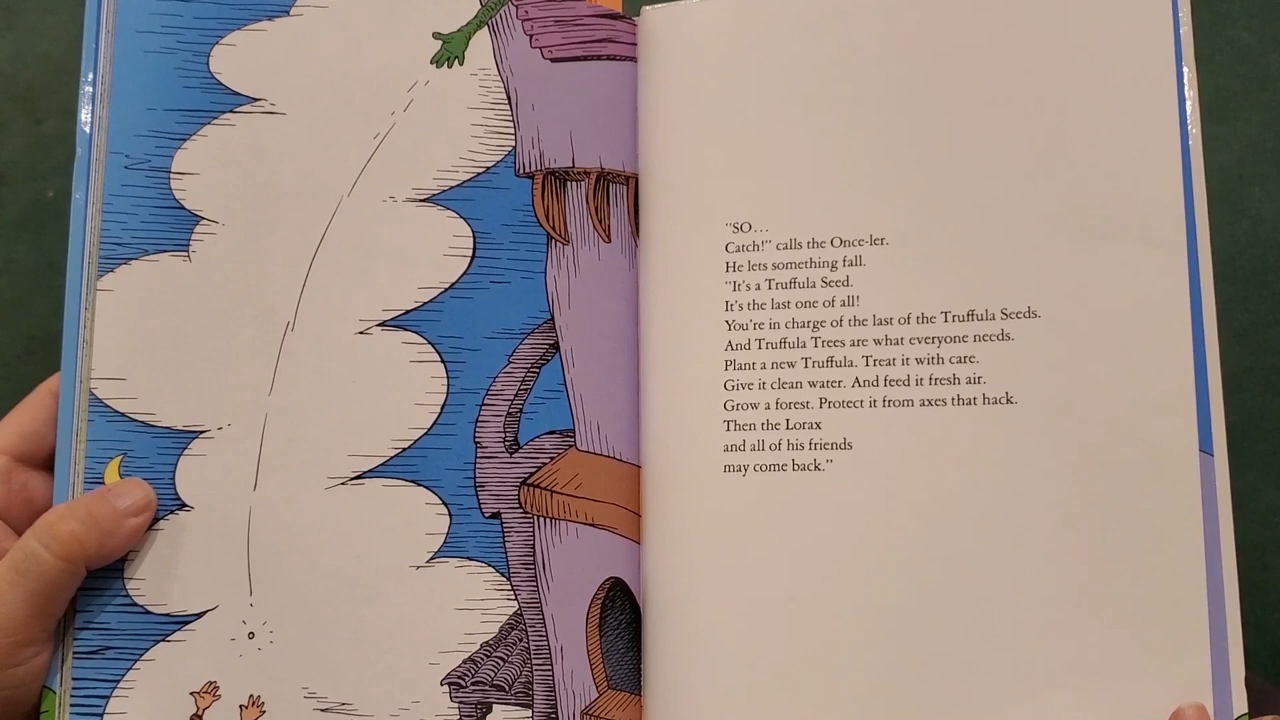 "SO...
Catch!" calls the Once-ler.
He lets something fall.
"It's a Truffula Seed.
It's the last one of all!
You're in charge of the last of the Truffula Seeds.
And Truffula Trees are what everyone needs.
Plant a new Truffula. Treat it with care.
Give it clean water. And feed it fresh air.
Grow a forest. Protect it from axes that hack.
Then the Lorax
and all of his friends
may come back."